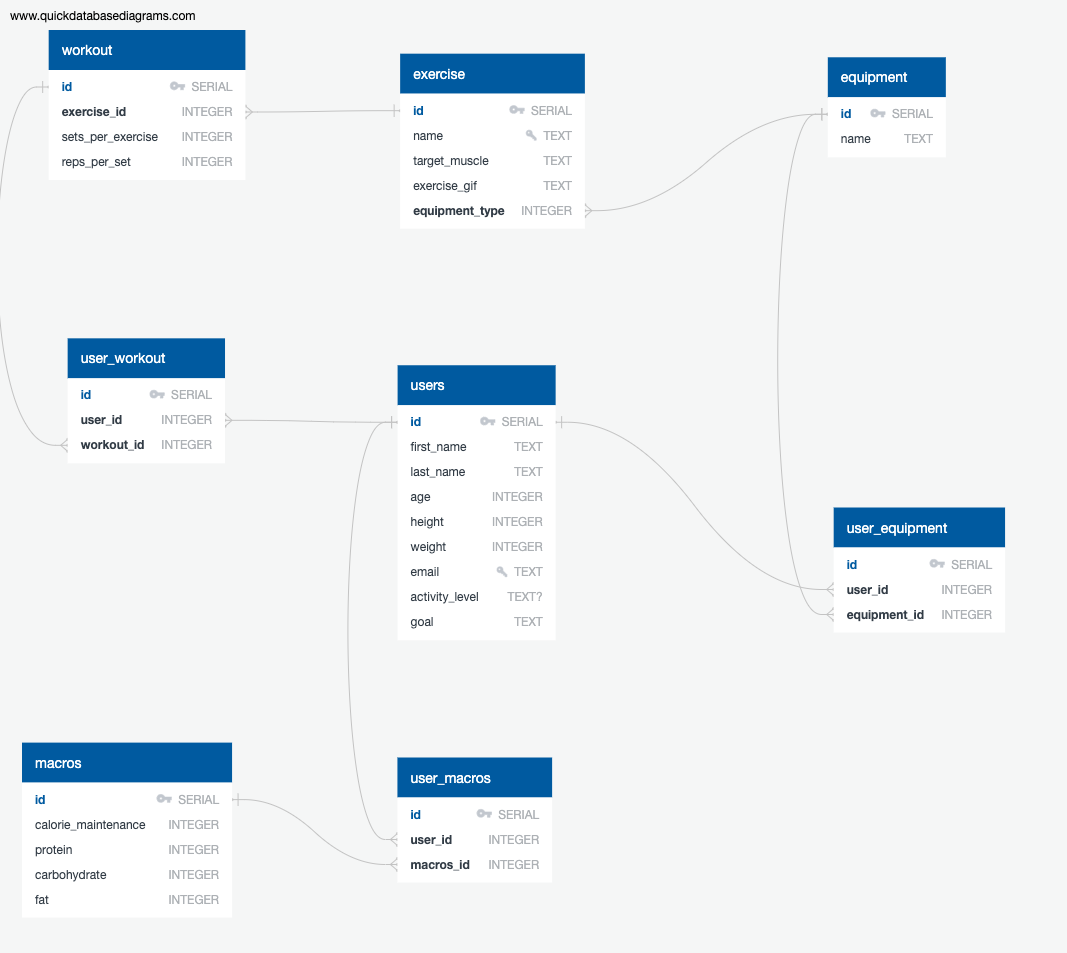 www.quickdatabasediagrams.com
workout
id SERIAL
exercise_id INTEGER
sets_per_exercise INTEGER
reps_per_set INTEGER
exercise
id SERIAL
name TEXT
target_muscle TEXT
exercise_gif TEXT
equipment_type INTEGER
equipment
id SERIAL
name TEXT
user_workout
id SERIAL
user_id INTEGER
workout_id INTEGER
users
id SERIAL
first_name TEXT
last_name TEXT
age INTEGER
height INTEGER
weight INTEGER
email TEXT
activity_level TEXT?
goal TEXT
user_equipment
id SERIAL
user_id INTEGER
equipment_id INTEGER
macros
id SERIAL
calorie_maintenance INTEGER
protein INTEGER
carbohydrate INTEGER
fat INTEGER
user_macros
id SERIAL
user_id INTEGER
macros_id INTEGER